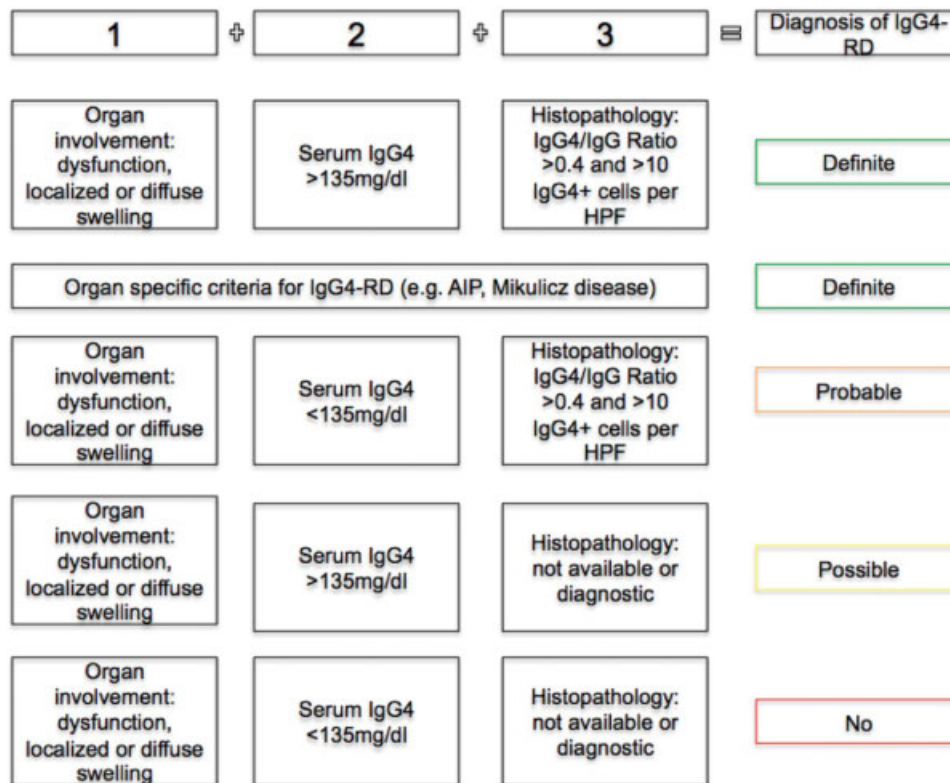 1 + 2 + 3 = Diagnosis of IgG4-
RD
Organ
involvement:
dysfunction,
localized or diffuse
swelling
Serum IgG4
>135mg/dl
Histopathology:
IgG4/IgG Ratio
>0.4 and >10
IgG4+ cells per
HPF
Definite
Organ specific criteria for IgG4-RD (e.g. AIP, Mikulicz disease)
Definite
Organ
involvement:
dysfunction,
localized or diffuse
swelling
Serum IgG4
<135mg/dl
Histopathology:
IgG4/IgG Ratio
>0.4 and >10
IgG4+ cells per
HPF
Probable
Organ
involvement:
dysfunction,
localized or diffuse
swelling
Serum IgG4
>135mg/dl
Histopathology:
not available or
diagnostic
Possible
Organ
involvement:
dysfunction,
localized or diffuse
swelling
Serum IgG4
<135mg/dl
Histopathology:
not available or
diagnostic
No